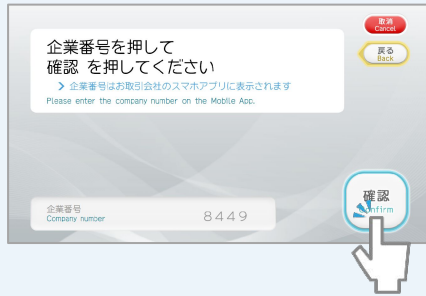 取消
Cancel
企業番号を押して
確認 を押してください
戻る
Back
企業番号はお取引会社のスマホアプリに表示されます
Please enter the company number on the Mobile App.
確認
Confirm
企業番号
Company number
8449